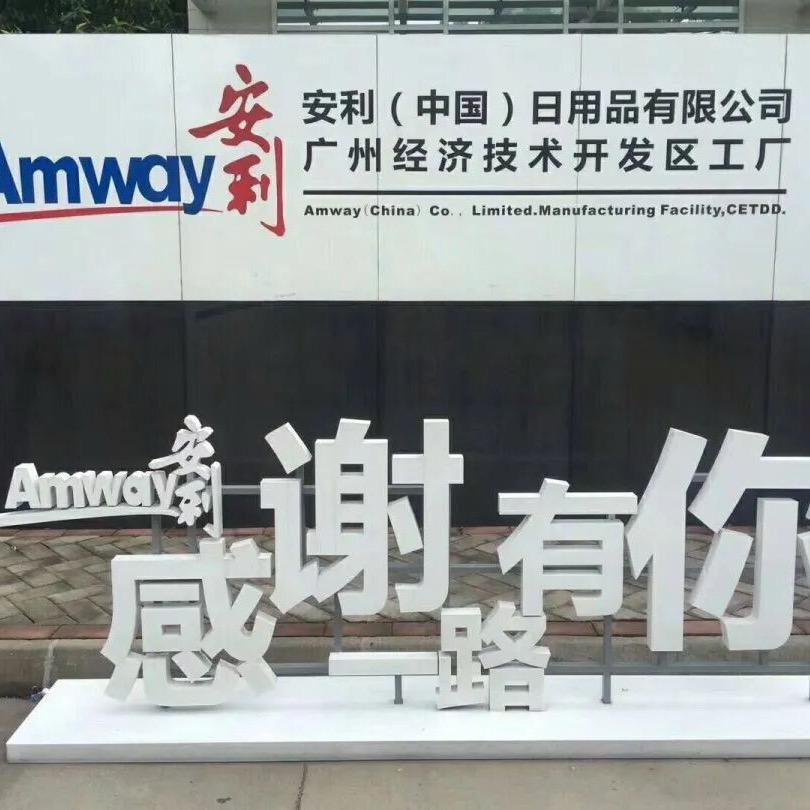 Amway 安利
安利（中国）日用品有限公司
广州经济技术开发区工厂
Amway(China) Co., Limited.Manufacturing Facility,CETDD.
Amway 安利
感谢有你
一路